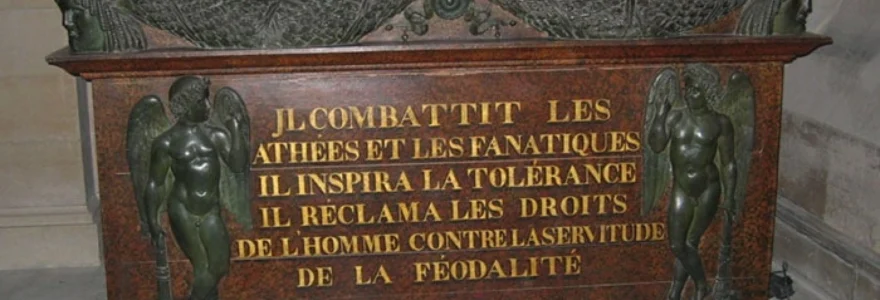 JL COMBATTIT LES
ATHÉES ET LES FANATIQUES
IL INSPIRA LA TOLÉRANCE
IL RÉCLAMA LES DROITS
DE L'HOMME CONTRE LA SERVITUDE
DE LA FÉODALITÉ